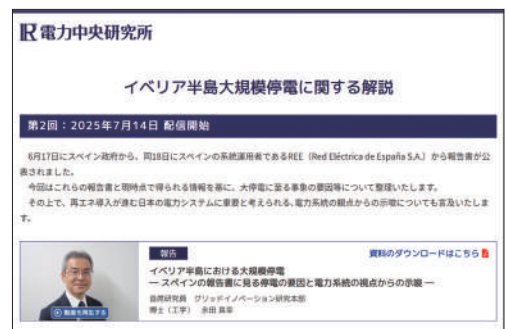 電力中央研究所
イベリア半島大規模停電に関する解説
第2回：2025年7月14日 配信開始
6月17日にスペイン政府から、同18日にスペインの系統運用者であるREE（Red Eléctrica de España S.A.）から報告書が公
表されました。
今回はこれらの報告書と現時点で得られる情報を基に、大停電に至る事象の要因等について整理いたします。
その上で、再エネ導入が進む日本の電力システムに重要と考えられる、電力系統の観点からの示唆についても言及いたしま
す。
報告
資料のダウンロードはこちら
イベリア半島における大規模停電
― スペインの報告書に見る停電の要因と電力系統の視点からの示唆 ―
首席研究員 グリッドイノベーション研究本部
博士（工学） 永田 真幸
動画を再生する